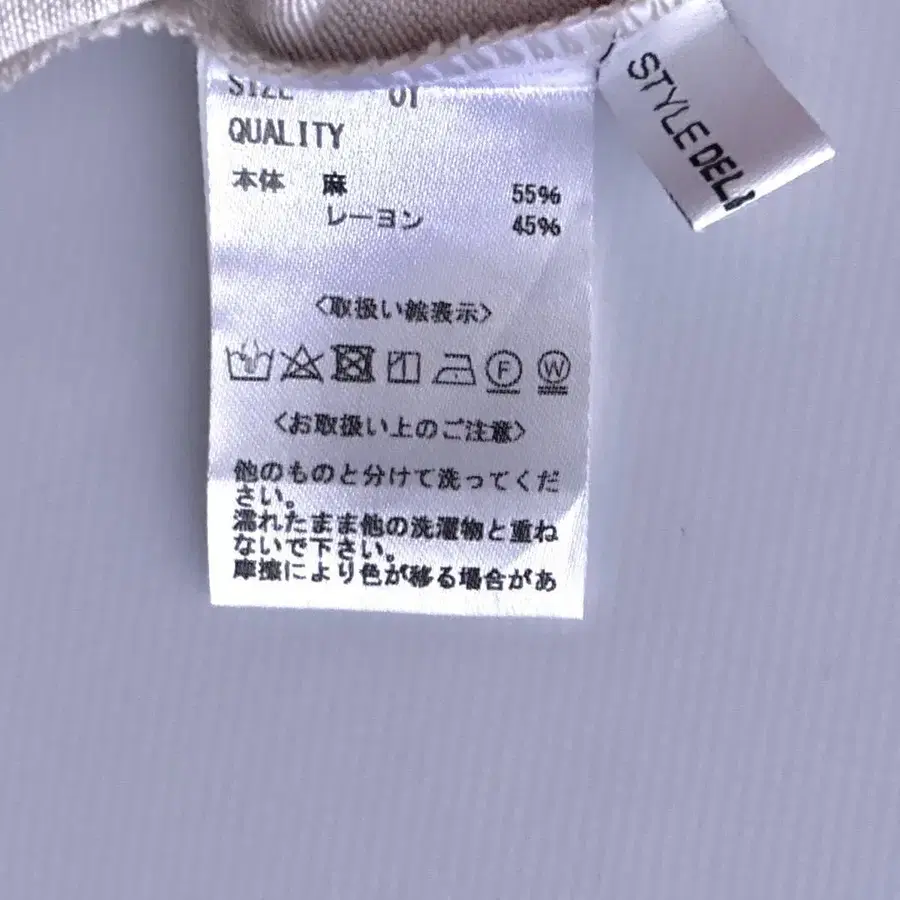 SIZE 01
QUALITY
本体 麻 55%
レーヨン 45%
<取扱い絵表示>
F W
<お取扱い上のご注意>
他のものと分けて洗ってくだ
さい。
濡れたまま他の洗濯物と重ね
ないで下さい。
摩擦により色が移る場合があ
STYLE DELI